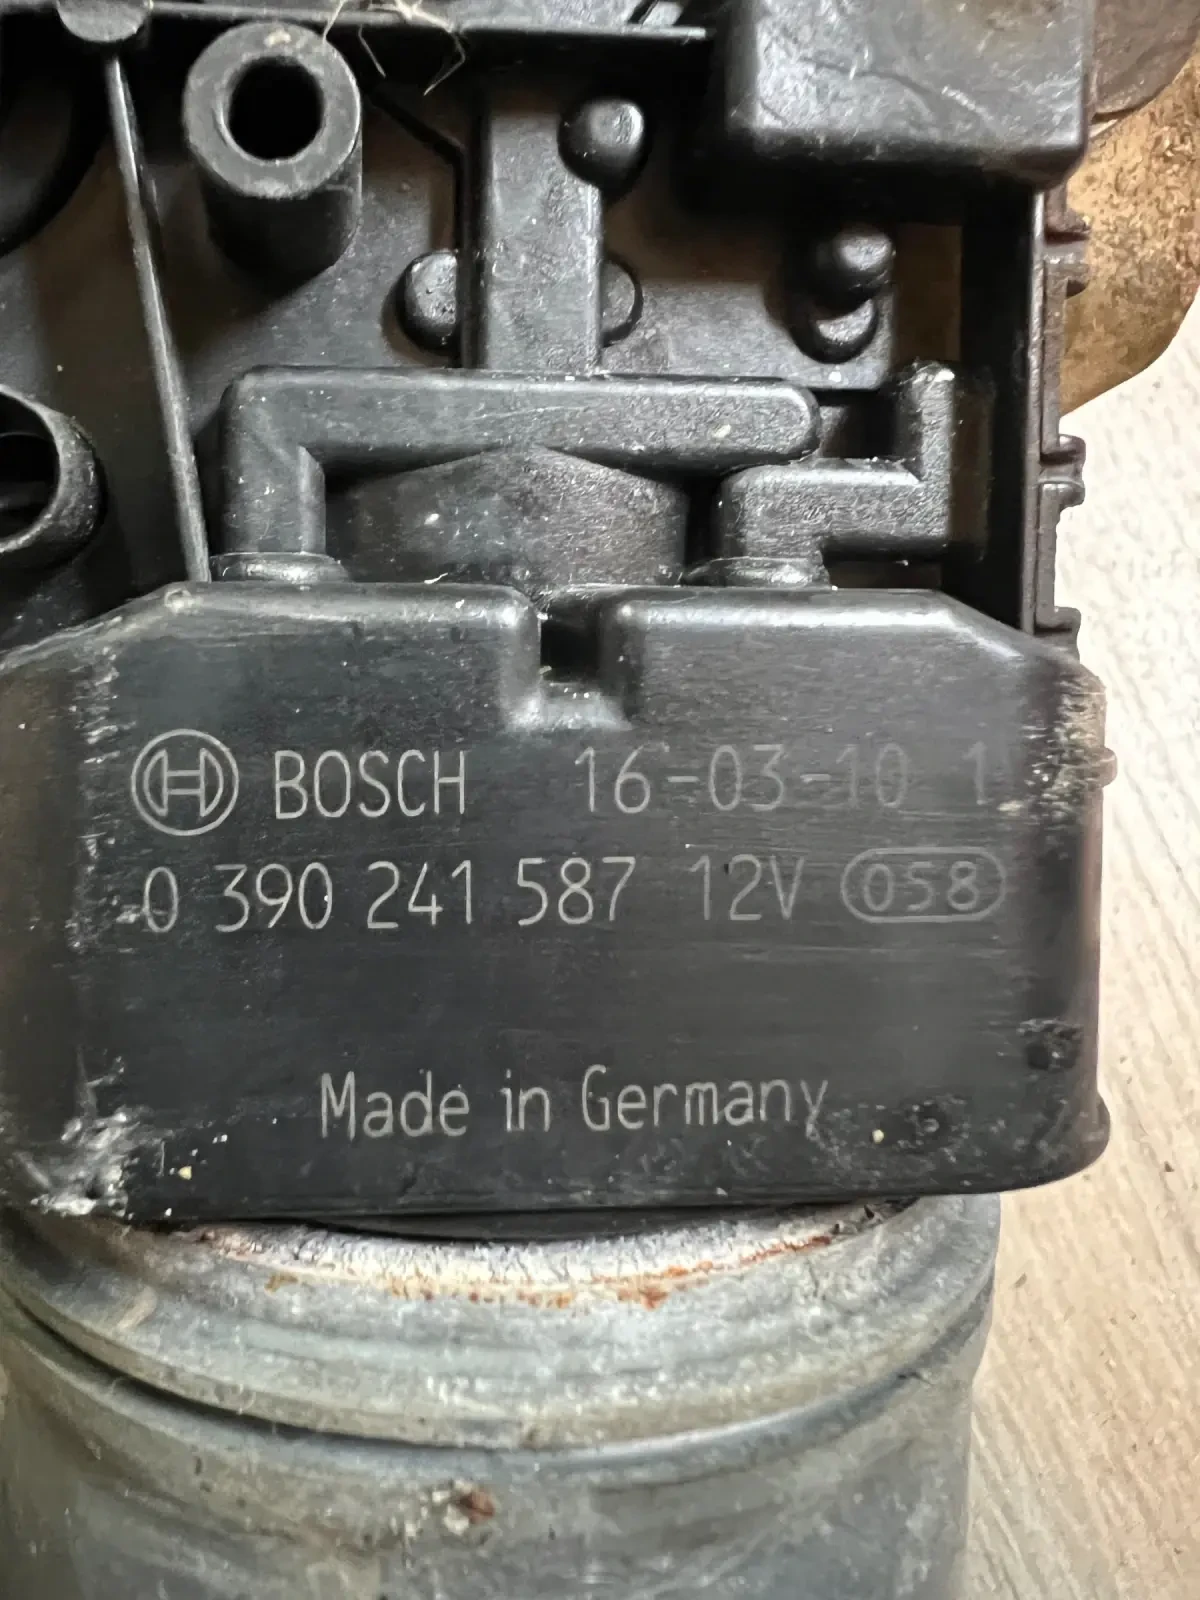 BOSCH 16-03-10 1
0 390 241 587 12V 058
Made in Germany